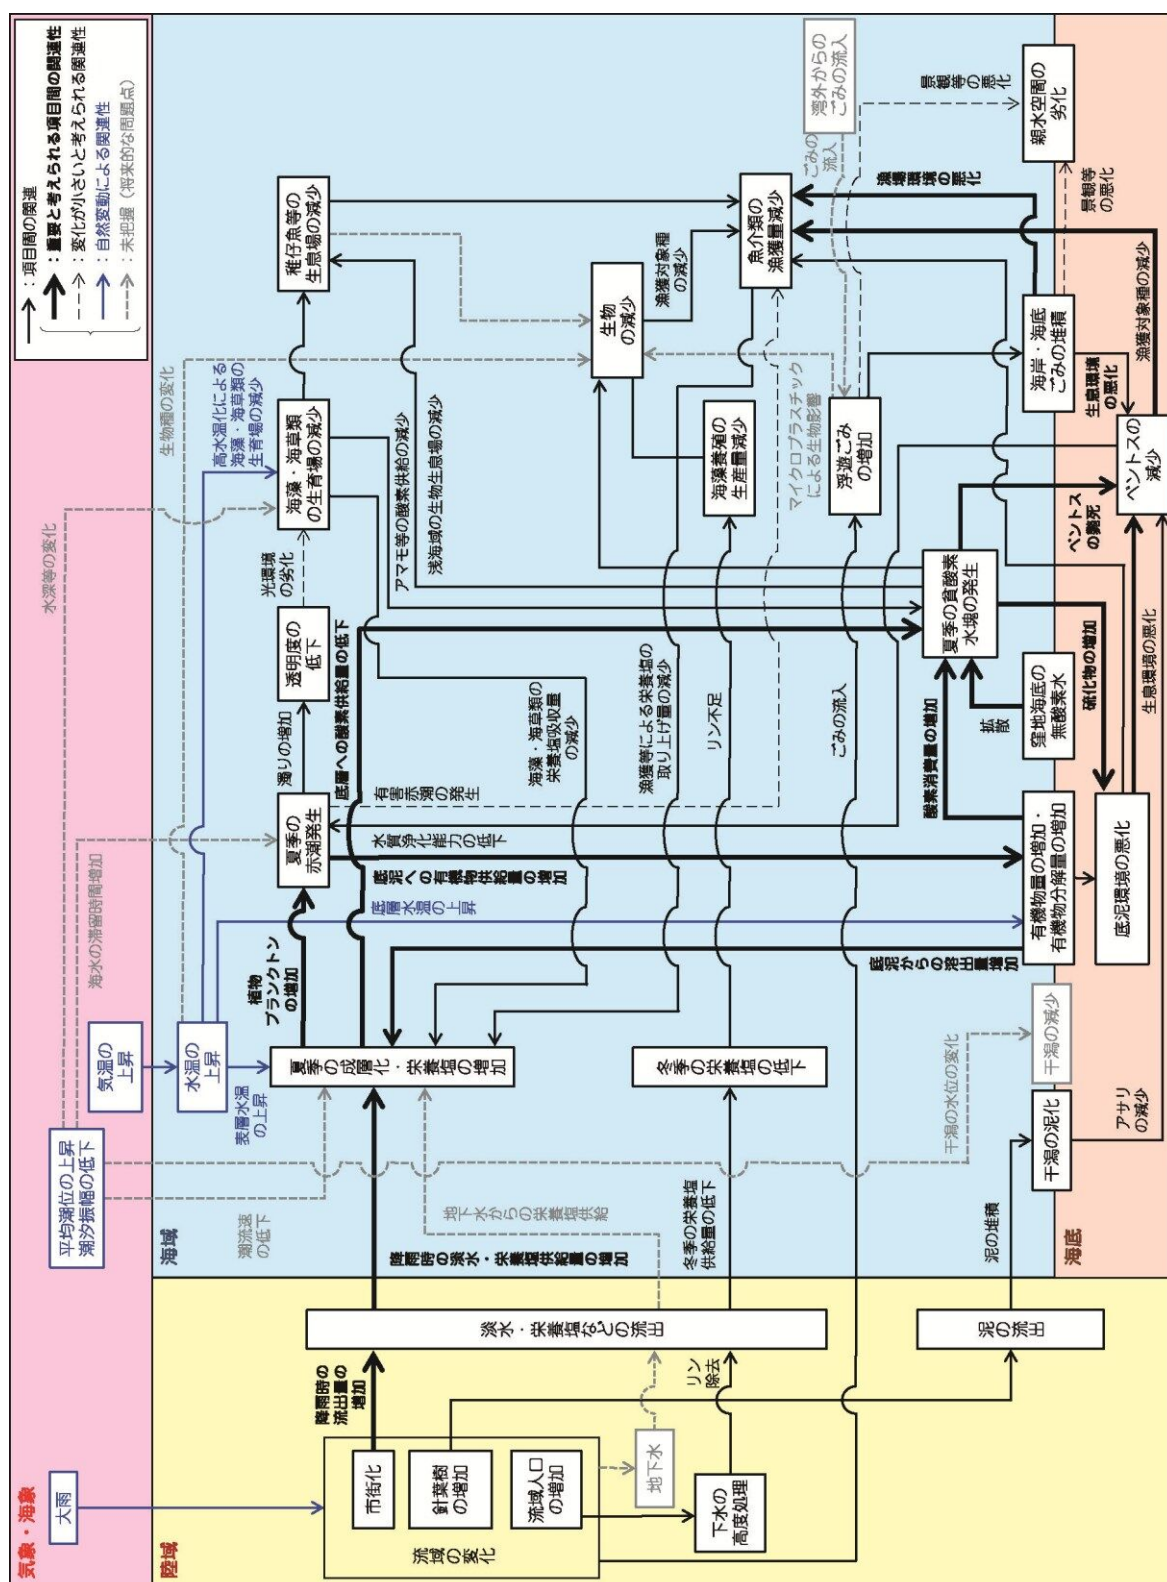 気象・海象
大雨
平均潮位の上昇
潮汐振幅の低下
気温の
上昇
水温の
上昇
→：項目間の関連
：重要と考えられる項目間の関連性
：変化が小さいと考えられる関連性
：自然変動による関連性
：未把握（将来的な問題点）
陸域
流域の変化
市街化
針葉樹
の増加
流域人口
の増加
降雨時の
流出量の
増加
地下水
リン
除去
下水の
高度処理
淡水・栄養塩などの流出
泥の流出
海域
潮流速
の低下
表層水温
の上昇
海水の滞留時間増加
水深等の変化
生物種の変化
高水温化による
海藻・海草類の
生育場の減少
降雨時の淡水・栄養塩供給量の増加
地下水からの栄養塩供給
冬季の栄養塩
供給量の低下
泥の堆積
夏季の成層化・栄養塩の増加
冬季の栄養塩の低下
植物
プランクトン
の増加
夏季の
赤潮発生
濁りの増加
透明度の
低下
光環境
の劣化
海藻・海草類
の生育場の減少
稚仔魚等の
生息場の減少
底層への酸素供給量の低下
有害赤潮の発生
水質浄化能力の低下
底泥への有機物供給量の増加
底層水温の上昇
底泥からの溶出量増加
アマモ等の酸素供給の減少
浅海域の生物生息場の減少
海藻・海草類の
栄養塩吸収量
の減少
漁獲等による栄養塩の
取り上げ量の減少
リン不足
ごみの流入
生物
の減少
漁獲対象種
の減少
海藻養殖の
生産量減少
魚介類の
漁獲量減少
マイクロプラスチック
による生物影響
浮遊ごみ
の増加
ごみの
流入
湾外からの
ごみの流入
漁場環境の悪化
景観等
の悪化
景観等
の悪化
親水空間の
劣化
海岸・海底
ごみの堆積
生息環境
の悪化
漁獲対象種の減少
夏季の貧酸素
水塊の発生
ベントス
の斃死
ベントスの
減少
酸素消費量の増加
拡散
窪地海底の
無酸素水
硫化物の増加
生息環境の悪化
有機物量の増加・
有機物分解量の増加
底泥環境の悪化
干潟の水位の変化
干潟の減少
干潟の泥化
アサリ
の減少
海底